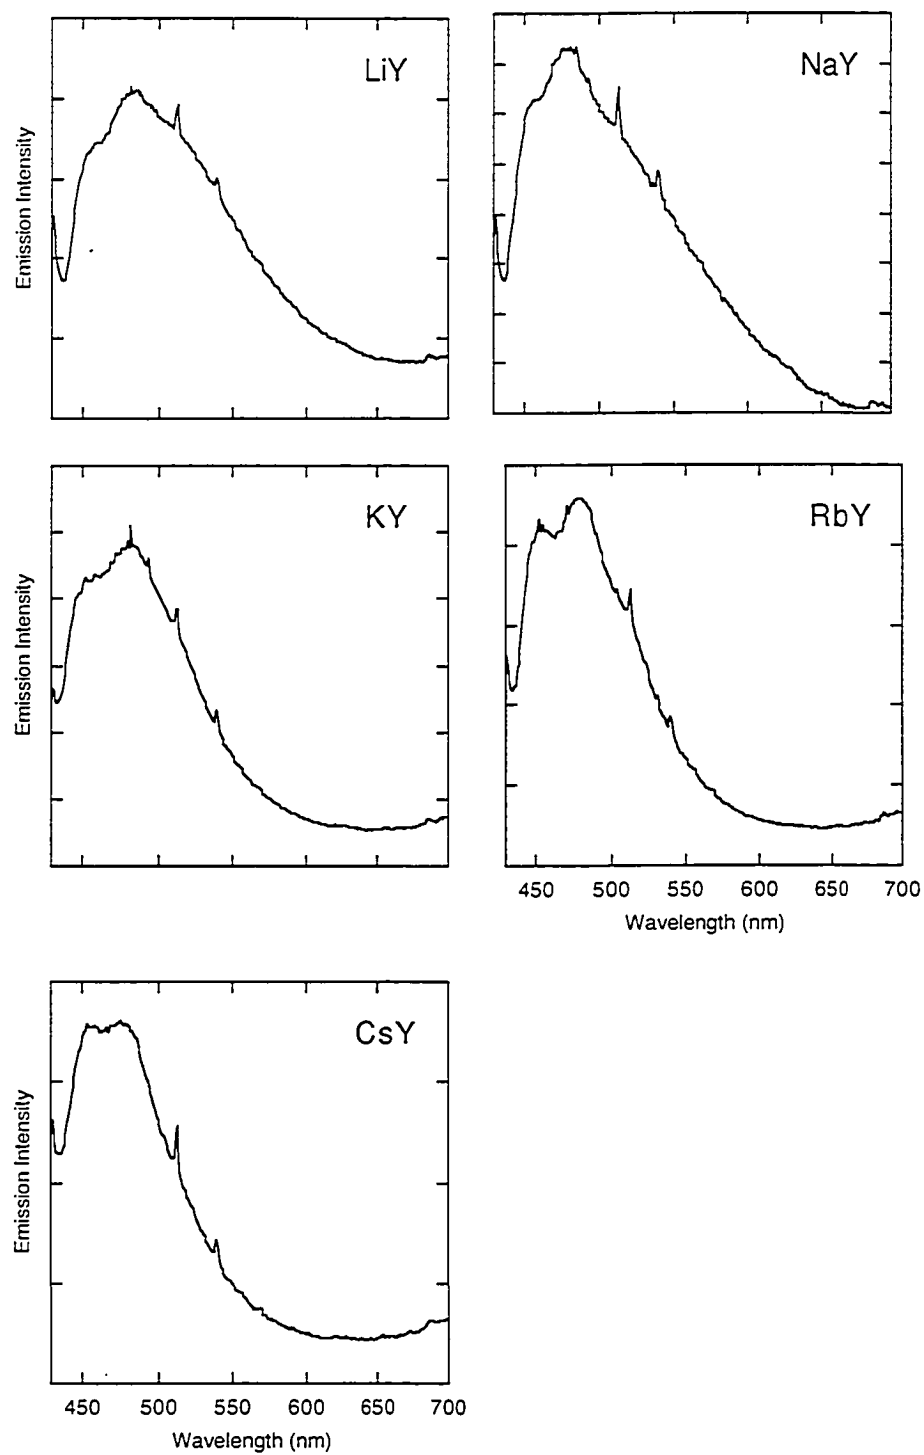 LiY
NaY
Emission Intensity
KY
RbY
Emission Intensity
450 500 550 600 650 700
Wavelength (nm)
CsY
Emission Intensity
450 500 550 600 650 700
Wavelength (nm)